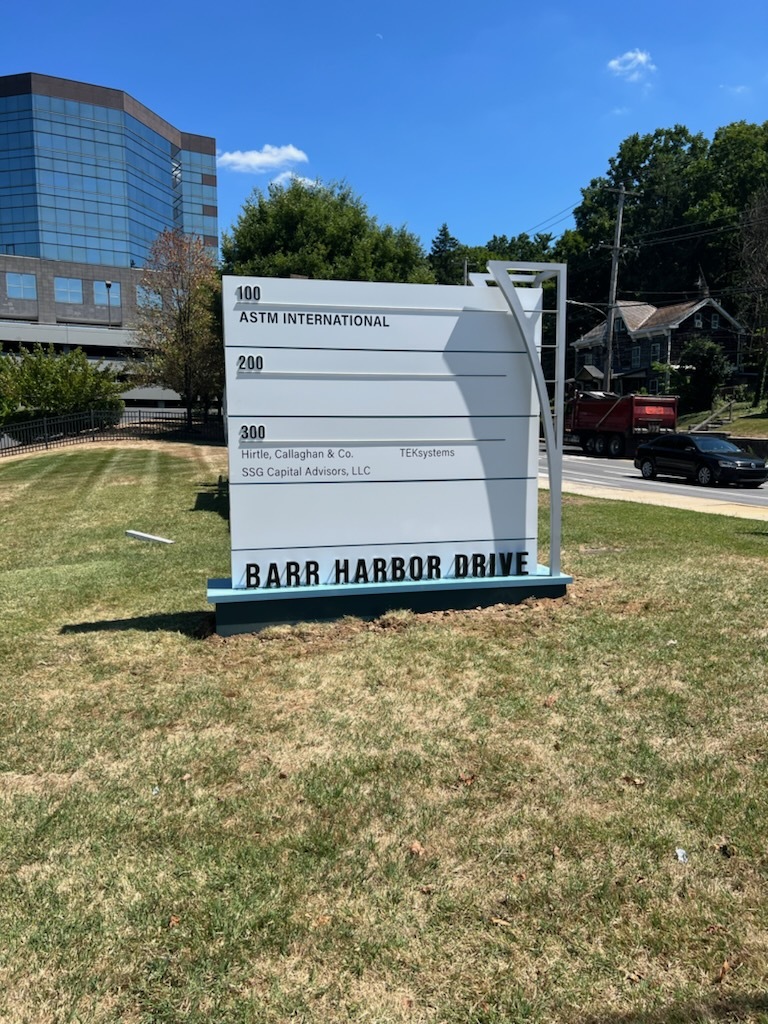 100
ASTM INTERNATIONAL
200
300
Hirtle, Callaghan & Co. TEKsystems
SSG Capital Advisors, LLC
BARR HARBOR DRIVE